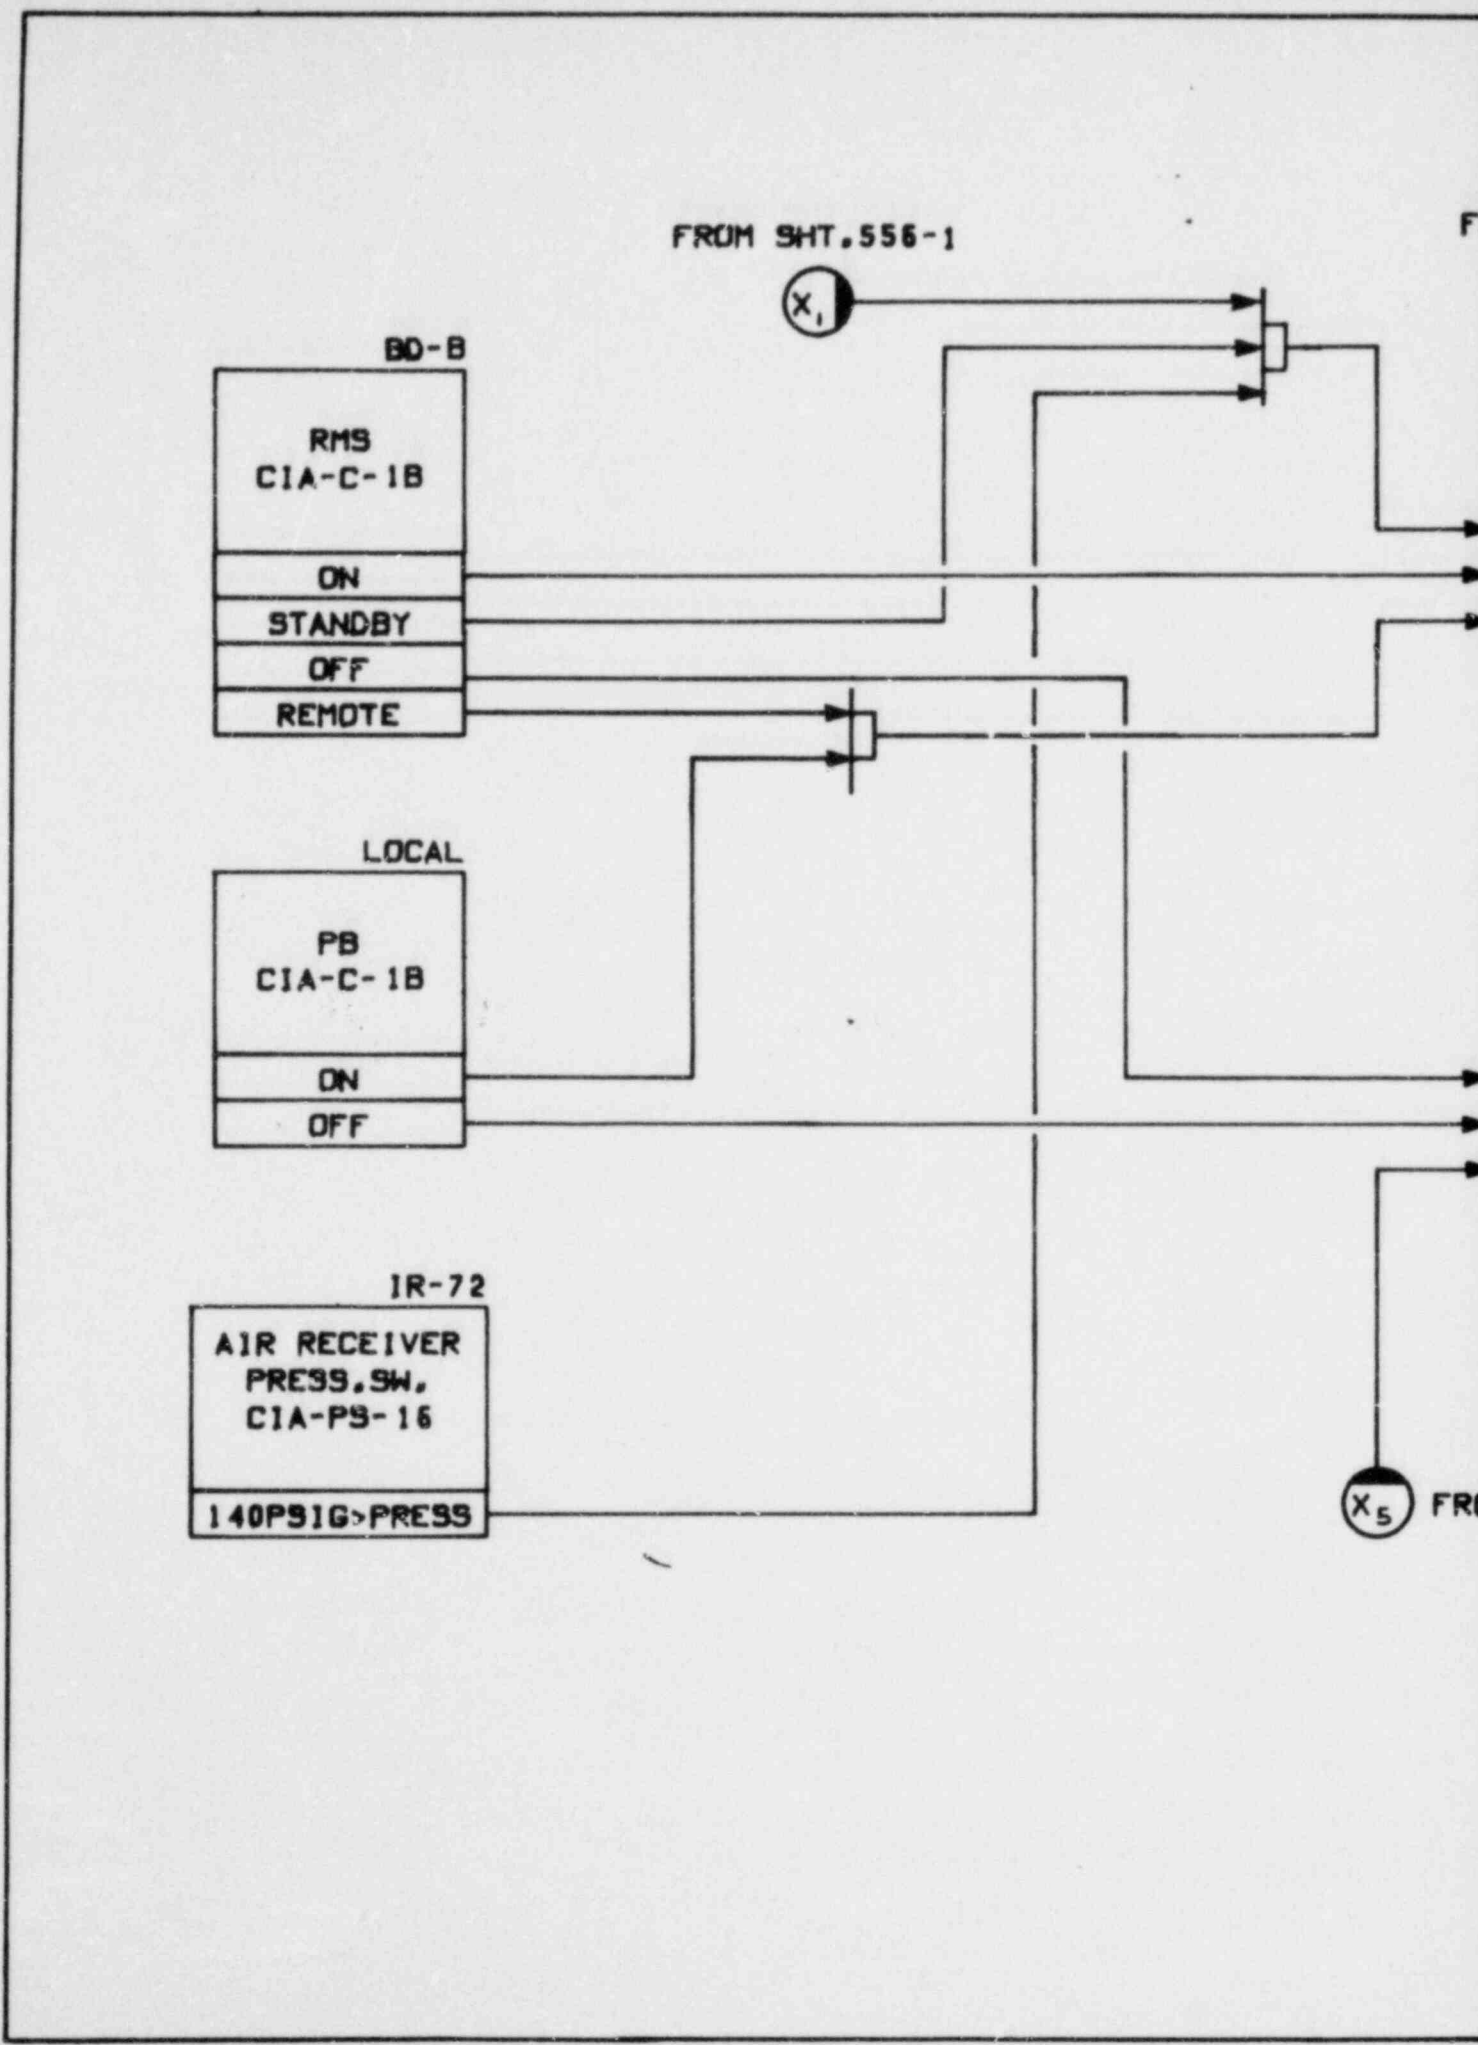 FROM SHT.556-1
X1
BD-B
RMS
CIA-C-1B
ON
STANDBY
OFF
REMOTE
LOCAL
PB
CIA-C-1B
ON
OFF
IR-72
AIR RECEIVER
PRESS.SW.
CIA-PS-16
140PSIG>PRESS
X5